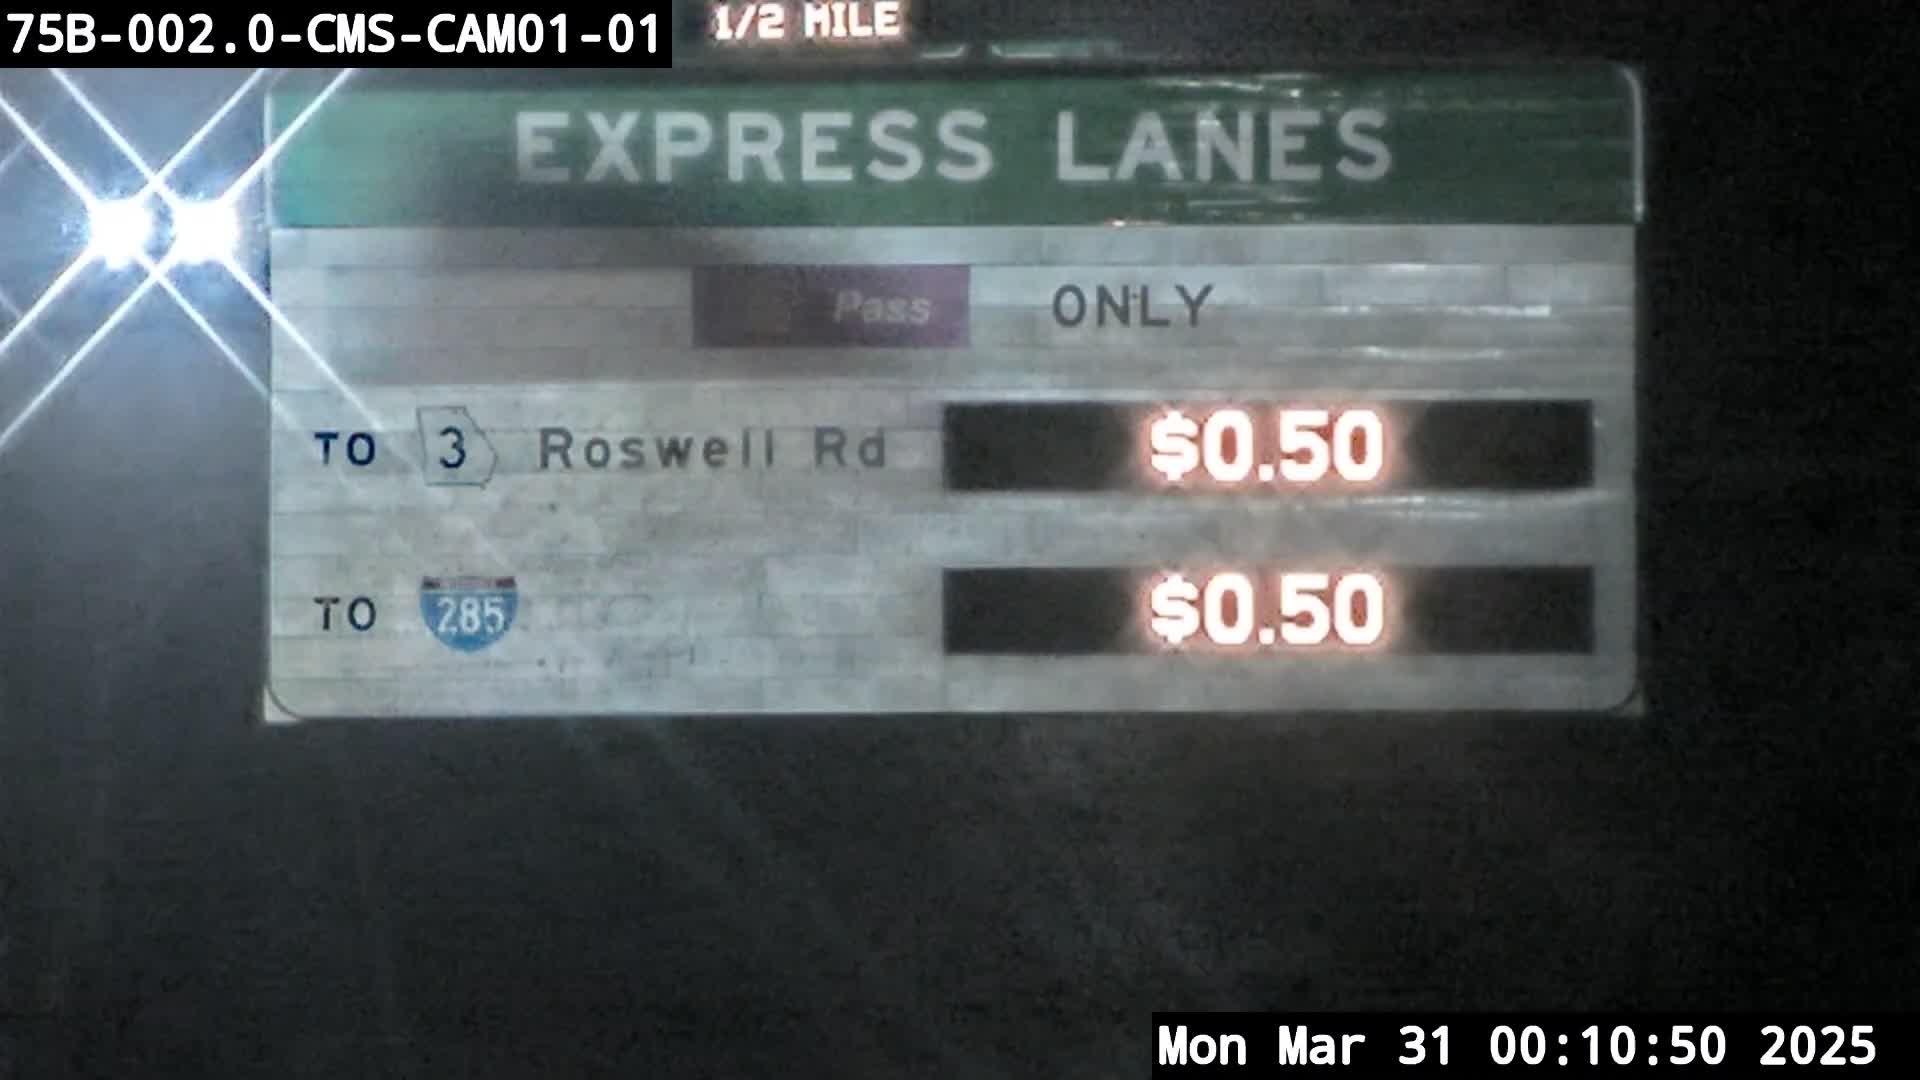 75B-002.0-CMS-CAM01-01
1/2 MILE
EXPRESS LANES
Pass ONLY
TO 3 Roswell Rd $0.50
TO 285 $0.50
Mon Mar 31 00:10:50 2025